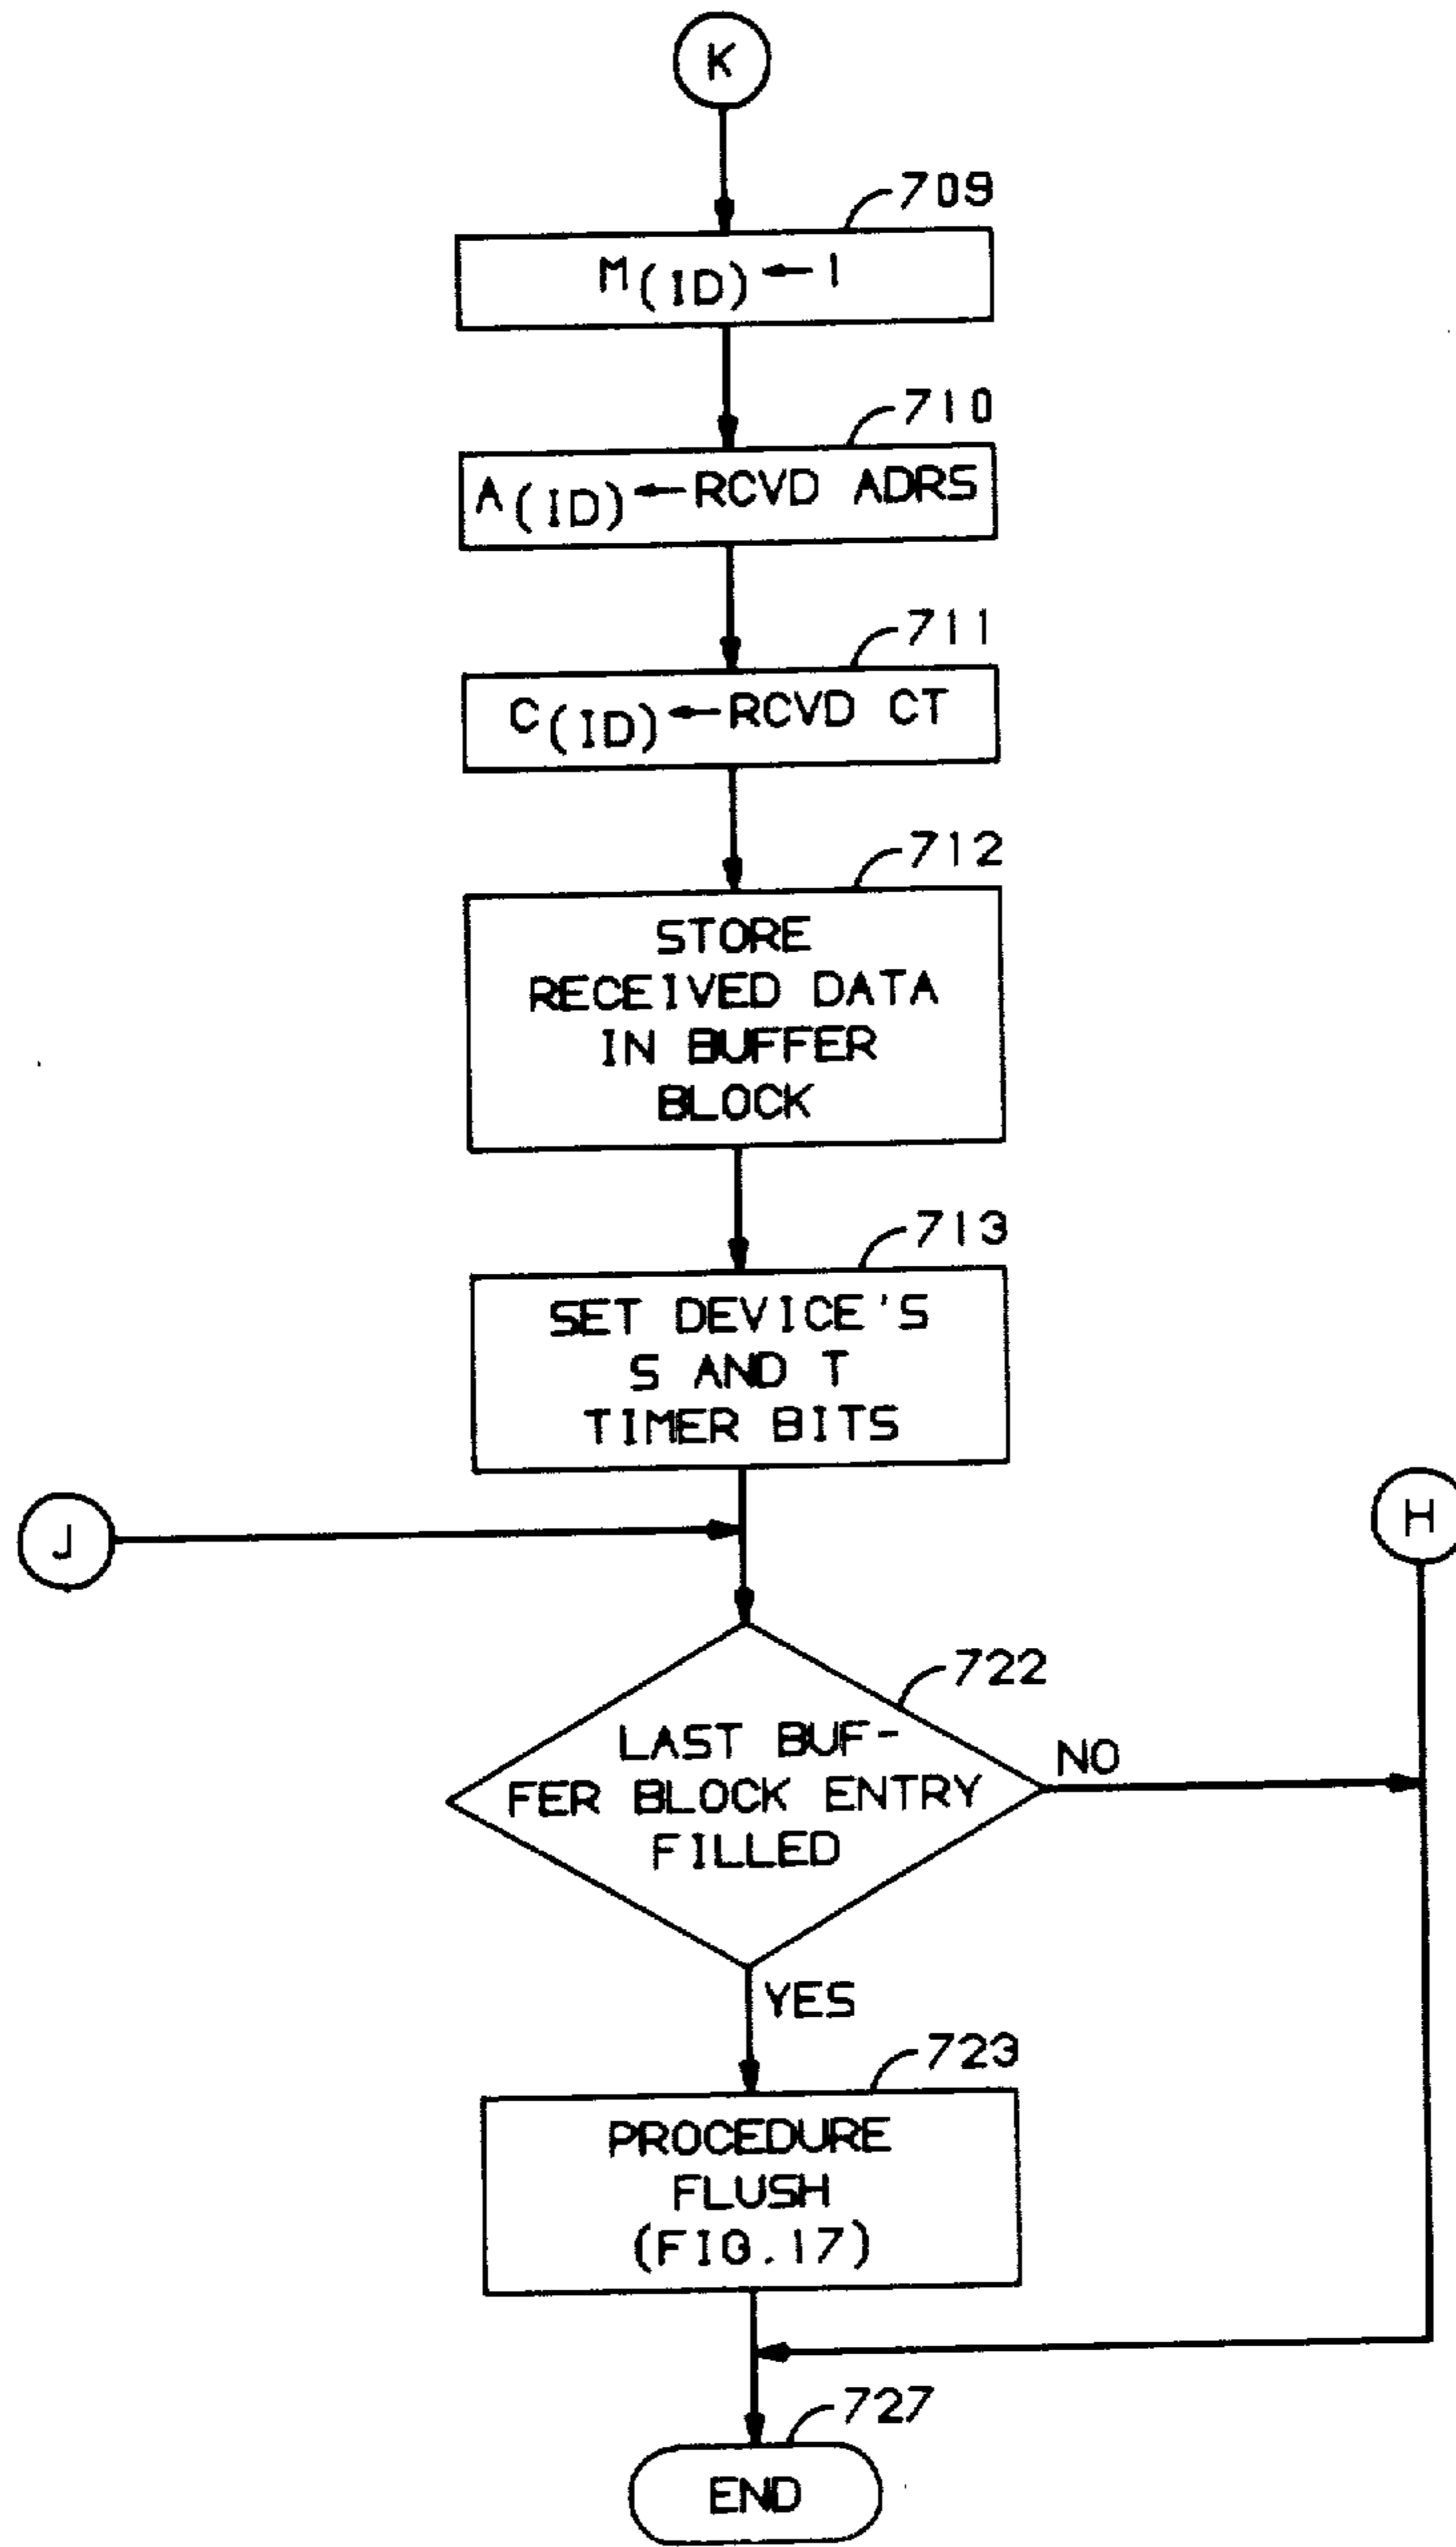 K
709
M(ID)←1
710
A(ID)←RCVD ADRS
711
C(ID)←RCVD CT
712
STORE
RECEIVED DATA
IN BUFFER
BLOCK
713
SET DEVICE'S
S AND T
TIMER BITS
J
H
722
LAST BUF-
FER BLOCK ENTRY
FILLED
NO
YES
723
PROCEDURE
FLUSH
(FIG.17)
727
END